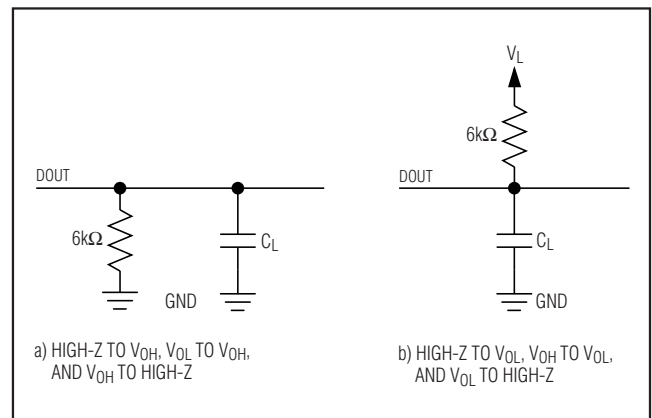 DOUT
6kΩ
GND
C_L
a) HIGH-Z TO V_OH, V_OL TO V_OH,
AND V_OH TO HIGH-Z
V_L
6kΩ
DOUT
C_L
GND
b) HIGH-Z TO V_OL, V_OH TO V_OL,
AND V_OL TO HIGH-Z